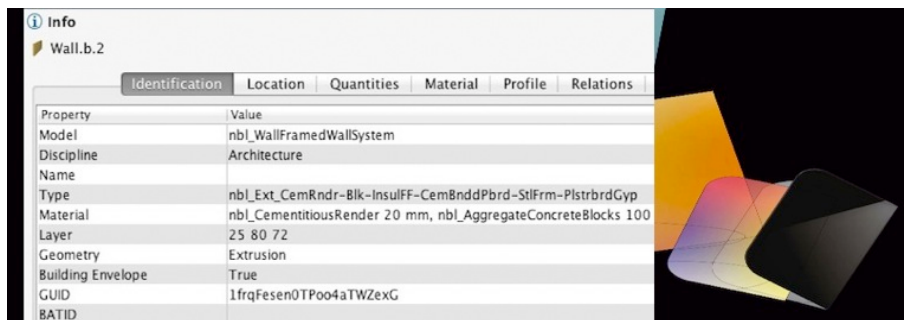 Info
Wall.b.2
Identification Location Quantities Material Profile Relations
Property Value
Model nbl_WallFramedWallSystem
Discipline Architecture
Name
Type nbl_Ext_CemRndr-Blk-InsulFF-CemBnddPbrd-StlFrm-PlstrbrdGyp
Material nbl_CementitiousRender 20 mm, nbl_AggregateConcreteBlocks 100
Layer 25 80 72
Geometry Extrusion
Building Envelope True
GUID 1frqFesen0TPoo4aTWZexG
BATID